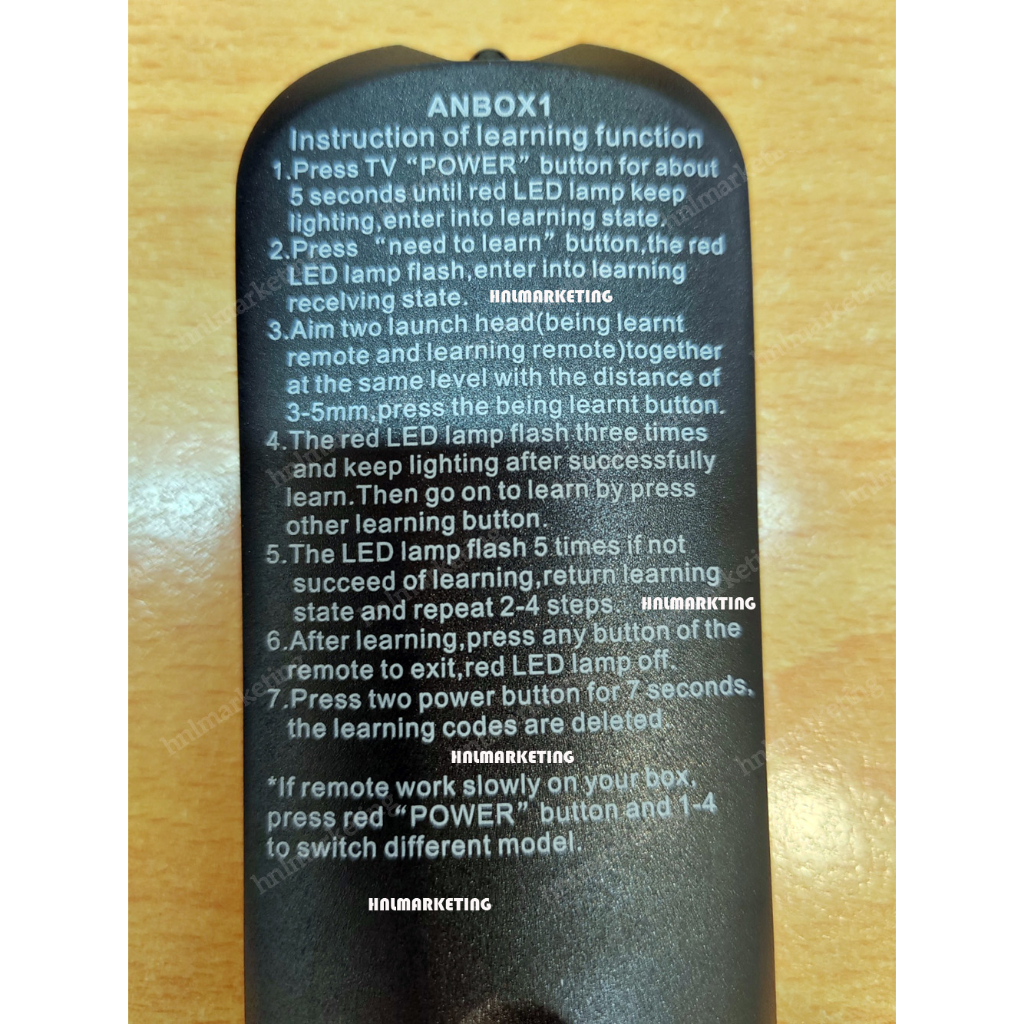 ANBOX1
Instruction of learning function
1.Press TV “POWER” button for about
5 seconds until red LED lamp keep
lighting,enter into learning state.
2.Press “need to learn” button,the red
LED lamp flash,enter into learning
receiving state. HNLMARKETING
3.Aim two launch head(being learnt
remote and learning remote)together
at the same level with the distance of
3-5mm,press the being learnt button.
4.The red LED lamp flash three times
and keep lighting after successfully
learn.Then go on to learn by press
other learning button.
5.The LED lamp flash 5 times if not
succeed of learning,return learning
state and repeat 2-4 steps. HNLMARKTING
6.After learning,press any button of the
remote to exit,red LED lamp off.
7.Press two power button for 7 seconds,
the learning codes are deleted.
HNLMARKETING
*If remote work slowly on your box,
press red “POWER” button and 1-4
to switch different model.
HNLMARKETING